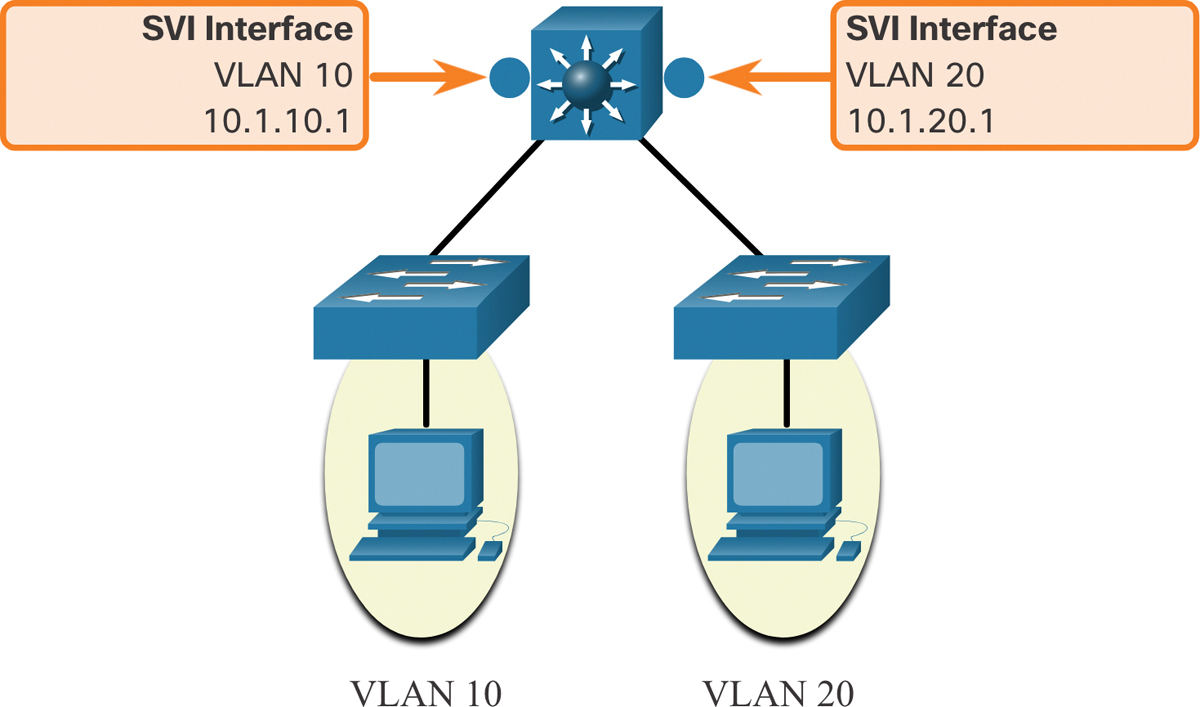 SVI Interface
VLAN 10
10.1.10.1
SVI Interface
VLAN 20
10.1.20.1
VLAN 10
VLAN 20